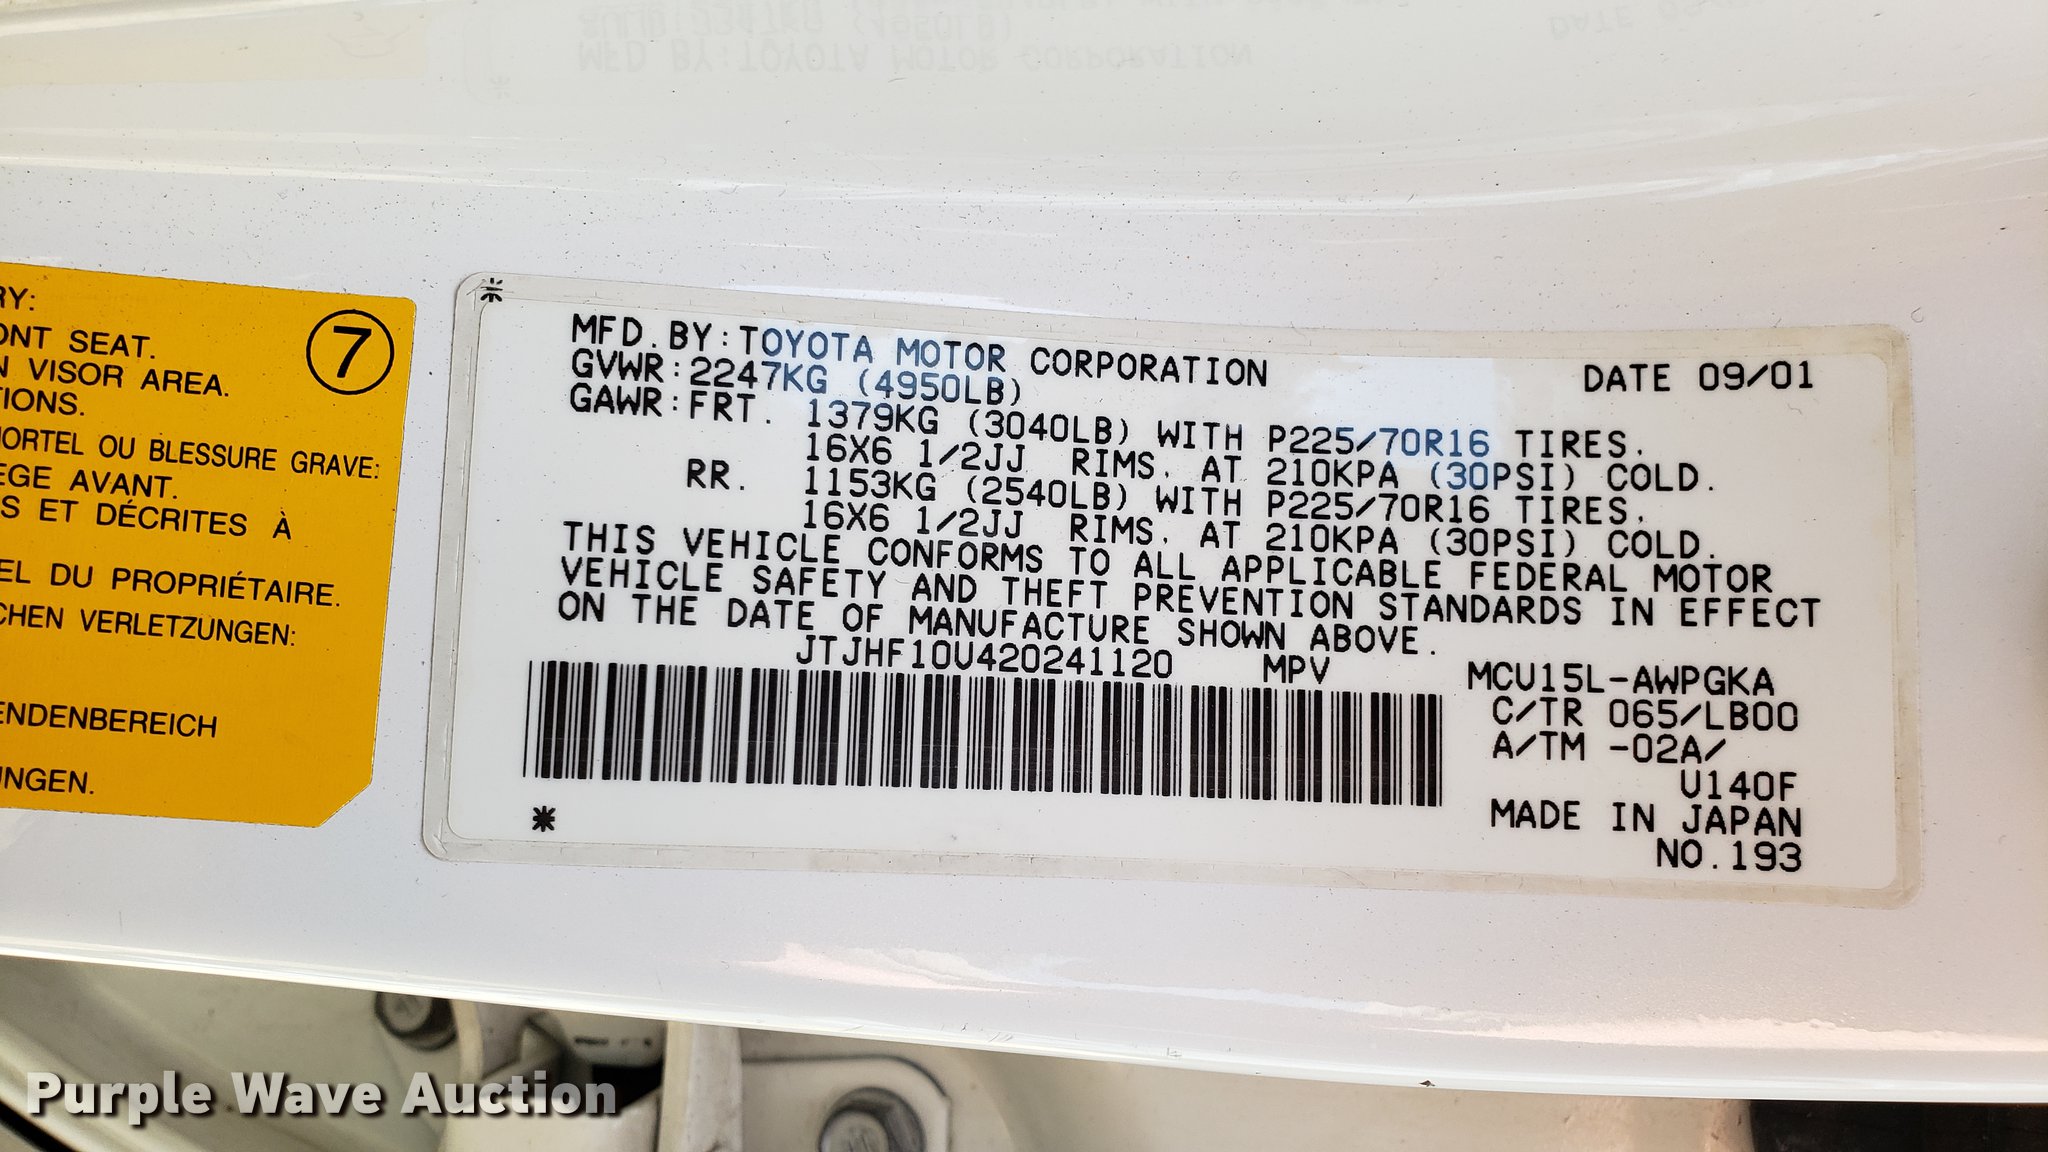 RY:
ONT SEAT.
N VISOR AREA.
TIONS.
MORTEL OU BLESSURE GRAVE:
EGE AVANT.
S ET DÉCRITES À
EL DU PROPRIÉTAIRE.
CHEN VERLETZUNGEN:
ENDENBEREICH
UNGEN.
7
MFD. BY: TOYOTA MOTOR CORPORATION DATE 09/01
GVWR: 2247KG (4950LB)
GAWR: FRT. 1379KG (3040LB) WITH P225/70R16 TIRES.
16X6 1/2JJ RIMS. AT 210KPA (30PSI) COLD.
RR. 1153KG (2540LB) WITH P225/70R16 TIRES.
16X6 1/2JJ RIMS. AT 210KPA (30PSI) COLD.
THIS VEHICLE CONFORMS TO ALL APPLICABLE FEDERAL MOTOR
VEHICLE SAFETY AND THEFT PREVENTION STANDARDS IN EFFECT
ON THE DATE OF MANUFACTURE SHOWN ABOVE.
JTJHF10U420241120 MPV MCU15L-AWPGKA
C/TR 065/LB00
A/TM -02A/
U140F
MADE IN JAPAN
NO.193
Purple Wave Auction